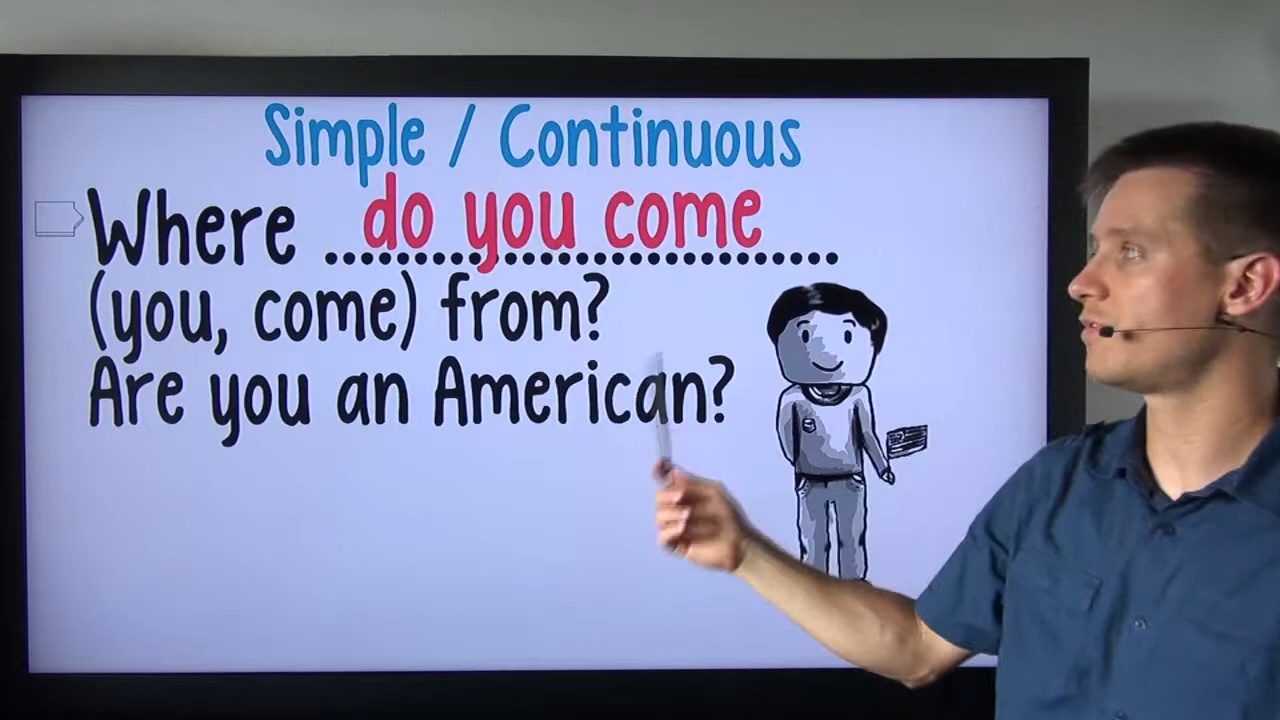 Simple / Continuous
Where do you come
(you, come) from?
Are you an American?